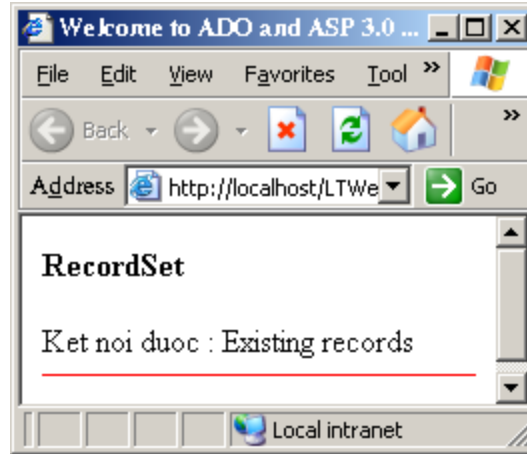 Welcome to ADO and ASP 3.0 ...
File Edit View Favorites Tool »
Back »
Address http://localhost/LTWe Go
RecordSet
Ket noi duoc : Existing records
Local intranet